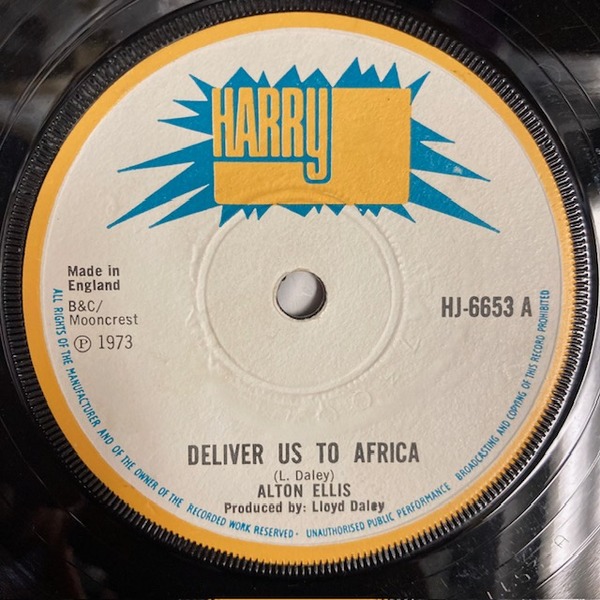 HARRY
Made in
England
B&C/
Mooncrest
Ⓟ 1973
HJ-6653 A
DELIVER US TO AFRICA
(L. Daley)
ALTON ELLIS
Produced by: Lloyd Daley
ALL RIGHTS OF THE MANUFACTURER AND OF THE OWNER OF THE RECORDED WORK RESERVED - UNAUTHORISED PUBLIC PERFORMANCE BROADCASTING AND COPYING OF THIS RECORD PROHIBITED